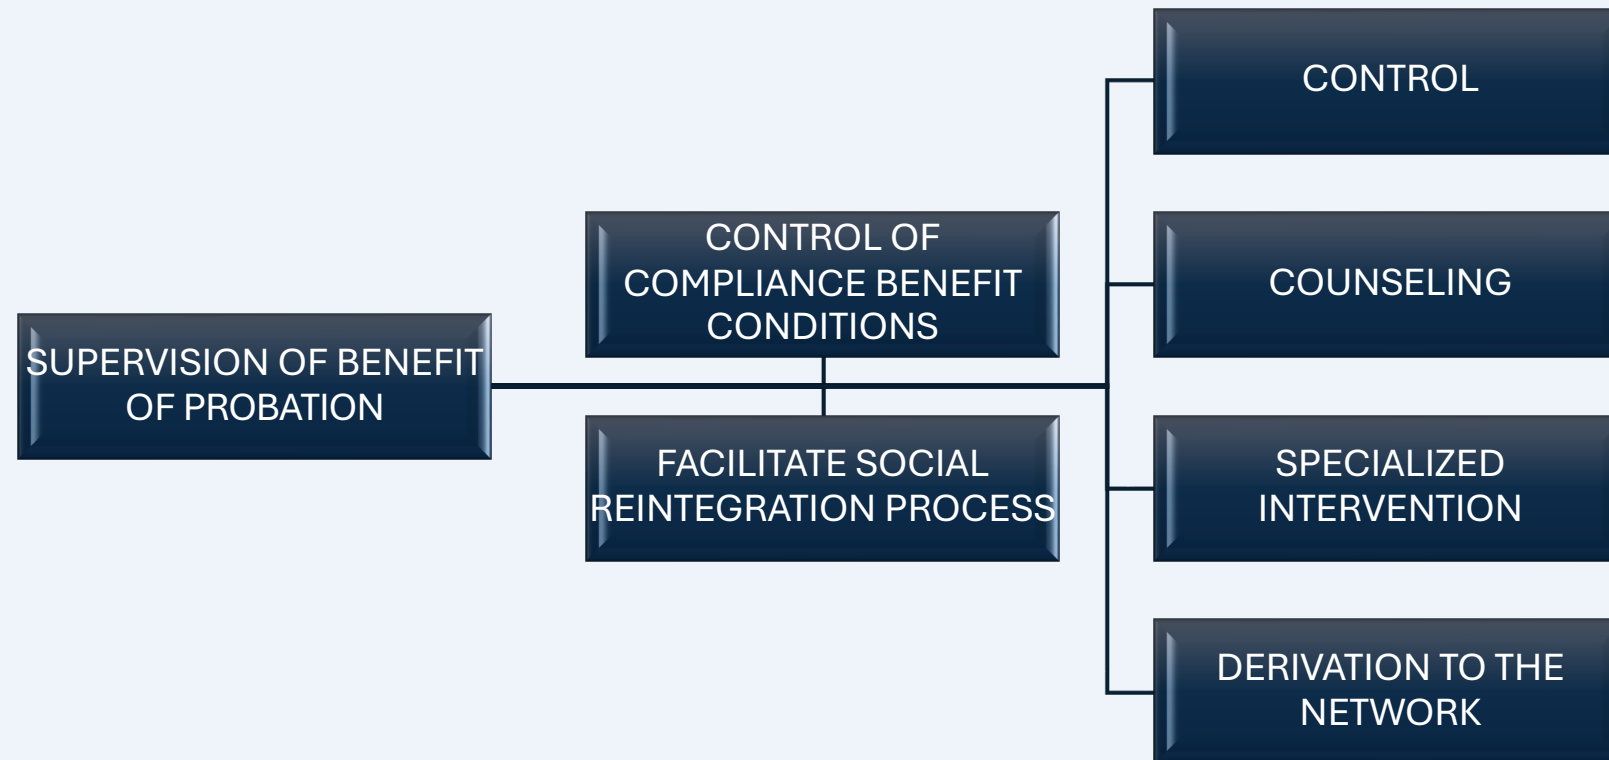 SUPERVISION OF BENEFIT
OF PROBATION
CONTROL OF
COMPLIANCE BENEFIT
CONDITIONS
FACILITATE SOCIAL
REINTEGRATION PROCESS
CONTROL
COUNSELING
SPECIALIZED
INTERVENTION
DERIVATION TO THE
NETWORK